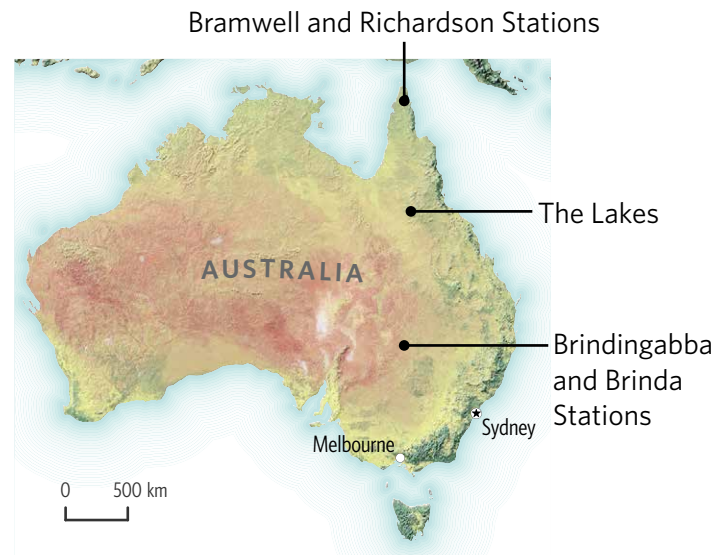 Bramwell and Richardson Stations
The Lakes
AUSTRALIA
Brindingabba
and Brinda
Stations
Sydney
Melbourne
0 500 km